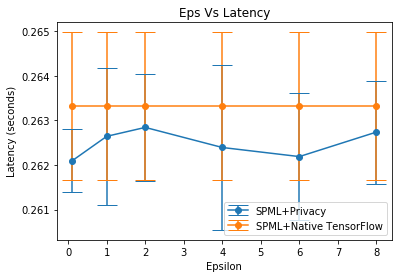 Eps Vs Latency
Latency (seconds)
0.265
0.264
0.263
0.262
0.261
0 1 2 3 4 5 6 7 8
Epsilon
SPML+Privacy
SPML+Native TensorFlow